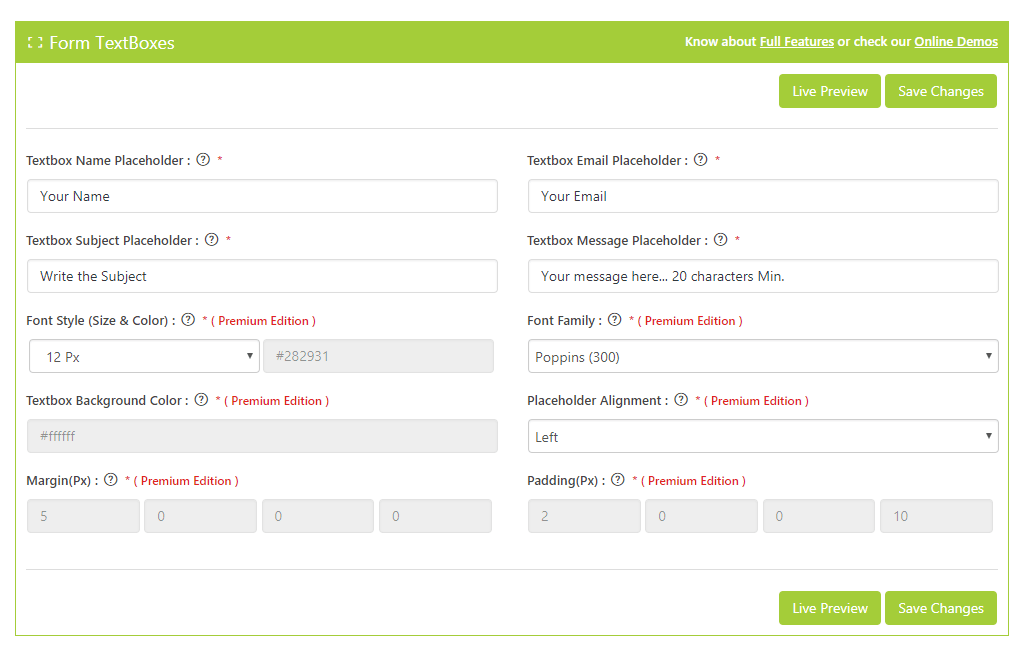 Form TextBoxes
Know about Full Features or check our Online Demos
Live Preview Save Changes
Textbox Name Placeholder : ? * Textbox Email Placeholder : ? *
Your Name Your Email
Textbox Subject Placeholder : ? * Textbox Message Placeholder : ? *
Write the Subject Your message here... 20 characters Min.
Font Style (Size & Color) : ? * ( Premium Edition ) Font Family : ? * ( Premium Edition )
12 Px #282931 Poppins (300)
Textbox Background Color : ? * ( Premium Edition ) Placeholder Alignment : ? * ( Premium Edition )
#ffffff Left
Margin(Px) : ? * ( Premium Edition ) Padding(Px) : ? * ( Premium Edition )
5 0 0 0 2 0 0 10
Live Preview Save Changes